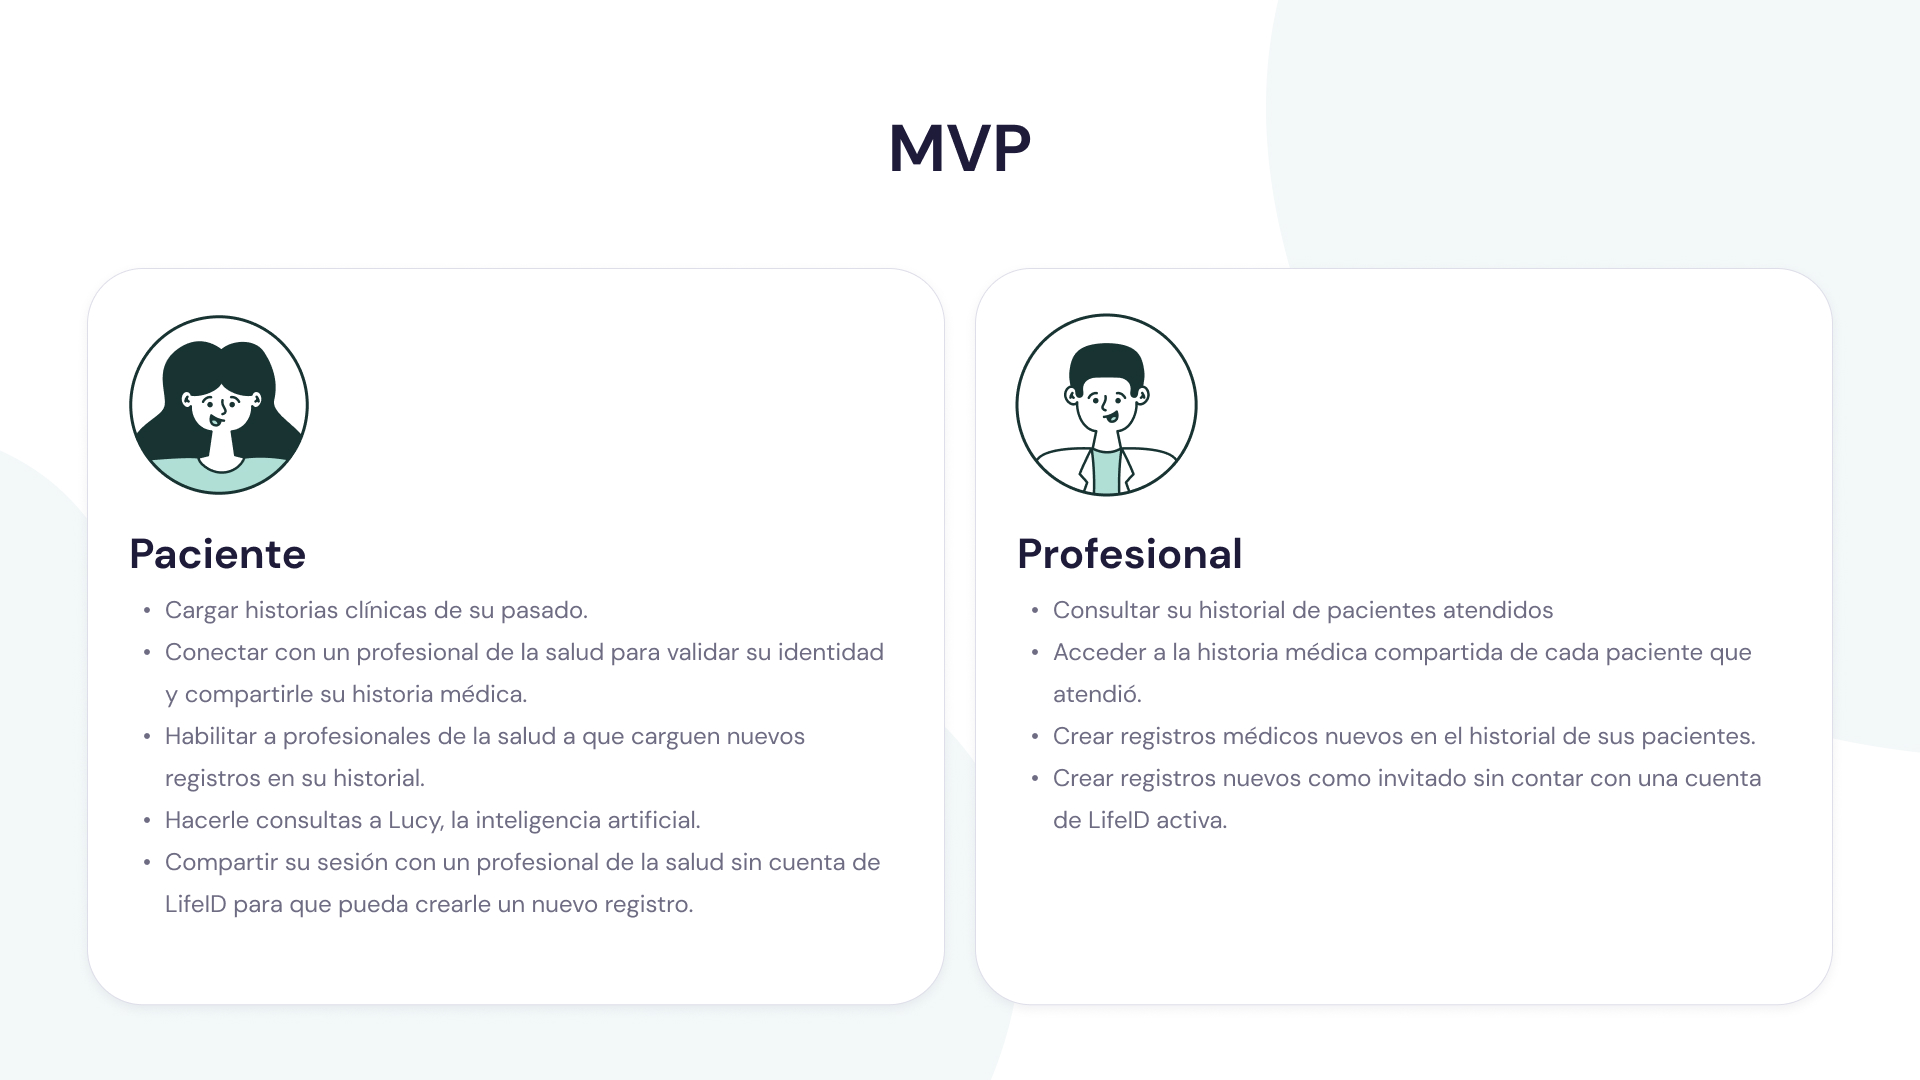 MVP
Paciente
• Cargar historias clínicas de su pasado.
• Conectar con un profesional de la salud para validar su identidad
y compartirle su historia médica.
• Habilitar a profesionales de la salud a que carguen nuevos
registros en su historial.
• Hacerle consultas a Lucy, la inteligencia artificial.
• Compartir su sesión con un profesional de la salud sin cuenta de
LifeID para que pueda crearle un nuevo registro.
Profesional
• Consultar su historial de pacientes atendidos
• Acceder a la historia médica compartida de cada paciente que
atendió.
• Crear registros médicos nuevos en el historial de sus pacientes.
• Crear registros nuevos como invitado sin contar con una cuenta
de LifeID activa.